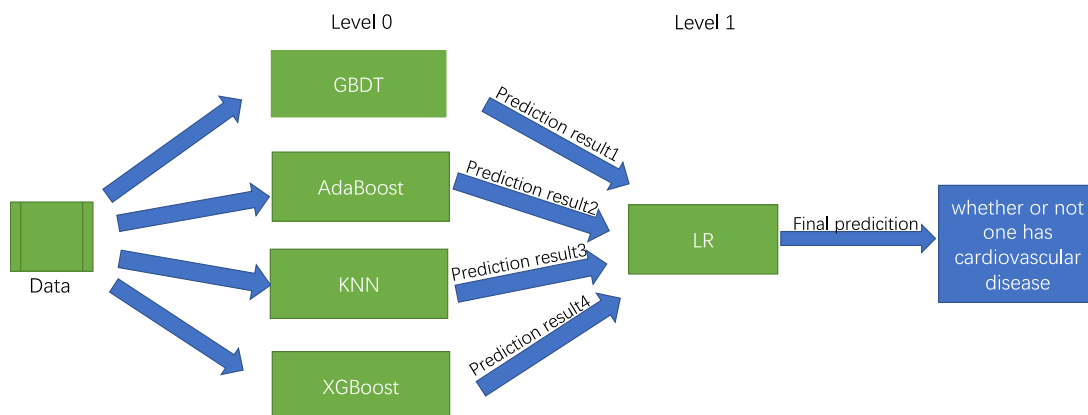 Level 0
Level 1
GBDT
Prediction result1
AdaBoost
Prediction result2
Data
KNN
Prediction result3
XGBoost
Prediction result4
LR
Final predicition
whether or not
one has
cardiovascular
disease